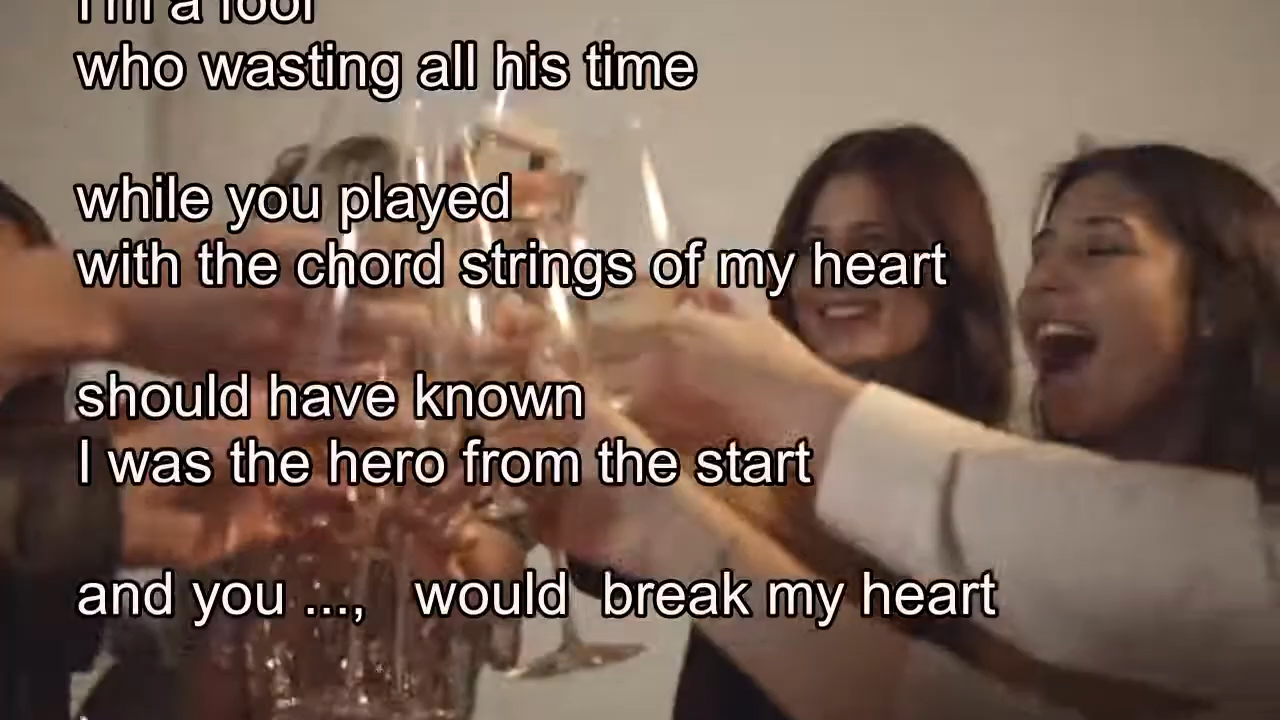 I'm a fool
who wasting all his time
while you played
with the chord strings of my heart
should have known
I was the hero from the start
and you ..., would break my heart